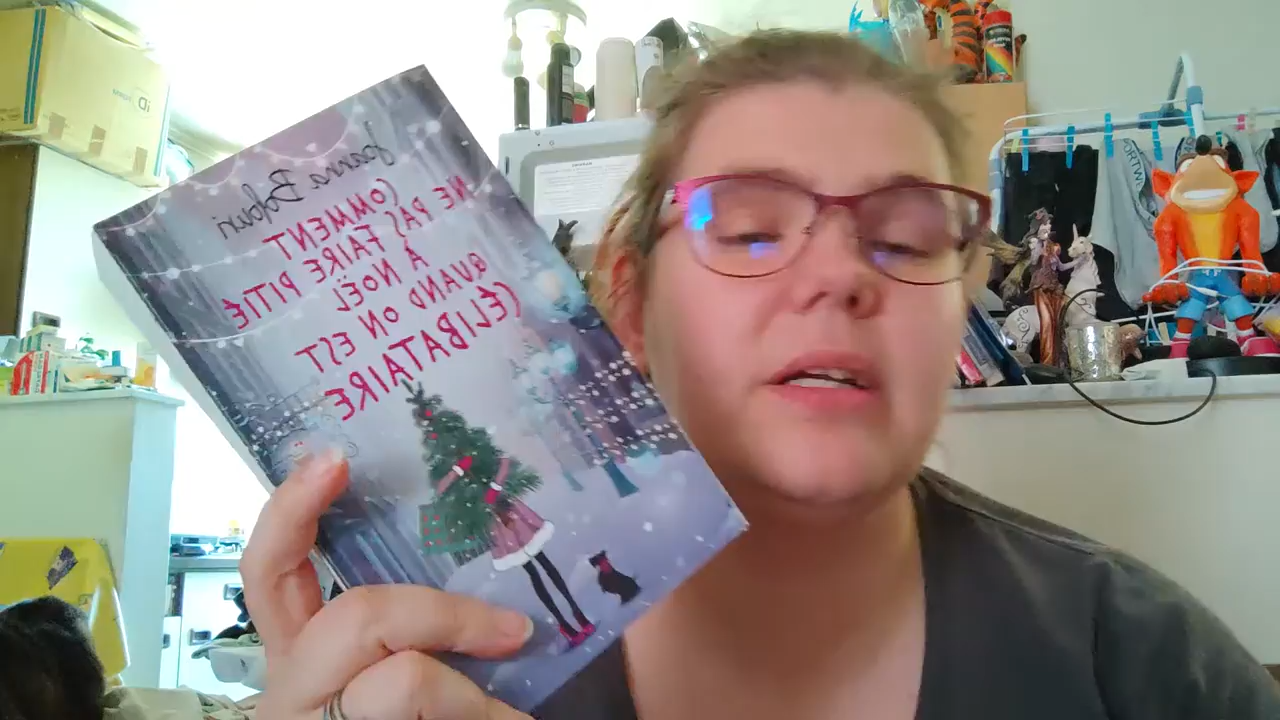 Joanna Bolouri
COMMENT
NE PAS FAIRE PITIÉ
À NOËL
QUAND ON EST
CÉLIBATAIRE